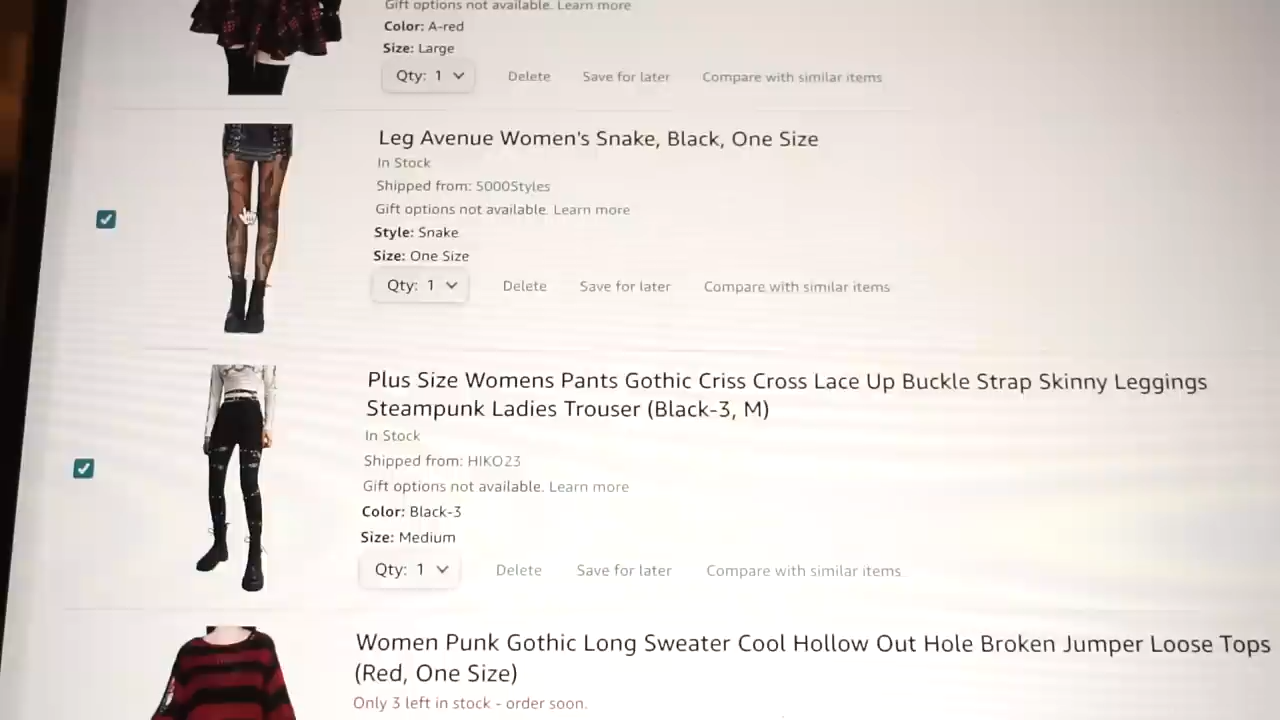 Gift options not available. Learn more
Color: A-red
Size: Large
Qty: 1
Delete
Save for later
Compare with similar items
Leg Avenue Women's Snake, Black, One Size
In Stock
Shipped from: 5000Styles
Gift options not available. Learn more
Style: Snake
Size: One Size
Qty: 1
Delete
Save for later
Compare with similar items
Plus Size Womens Pants Gothic Criss Cross Lace Up Buckle Strap Skinny Leggings
Steampunk Ladies Trouser (Black-3, M)
In Stock
Shipped from: HIKO23
Gift options not available. Learn more
Color: Black-3
Size: Medium
Qty: 1
Delete
Save for later
Compare with similar items
Women Punk Gothic Long Sweater Cool Hollow Out Hole Broken Jumper Loose Tops
(Red, One Size)
Only 3 left in stock - order soon.